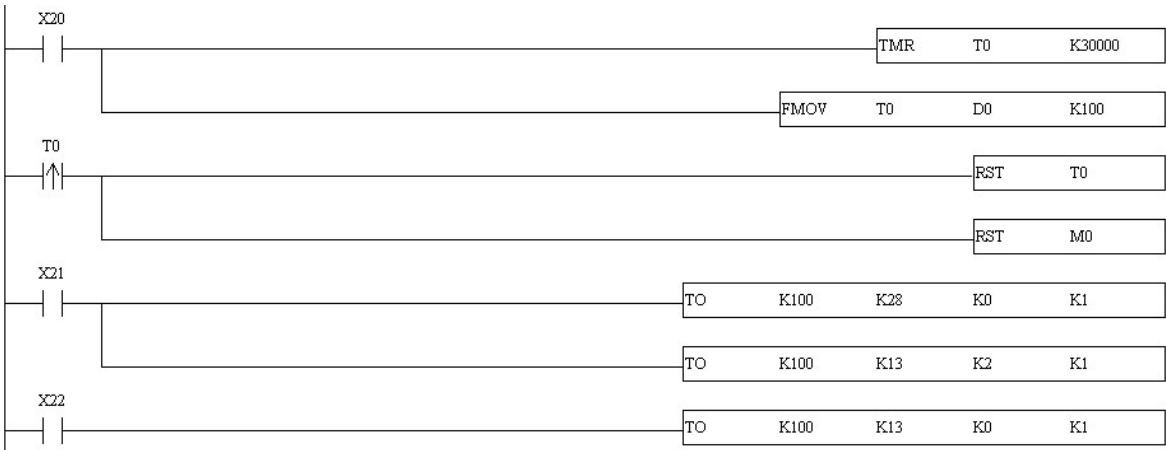 X20
TMR T0 K30000
FMOV T0 D0 K100
T0
RST T0
RST M0
X21
TO K100 K28 K0 K1
TO K100 K13 K2 K1
X22
TO K100 K13 K0 K1